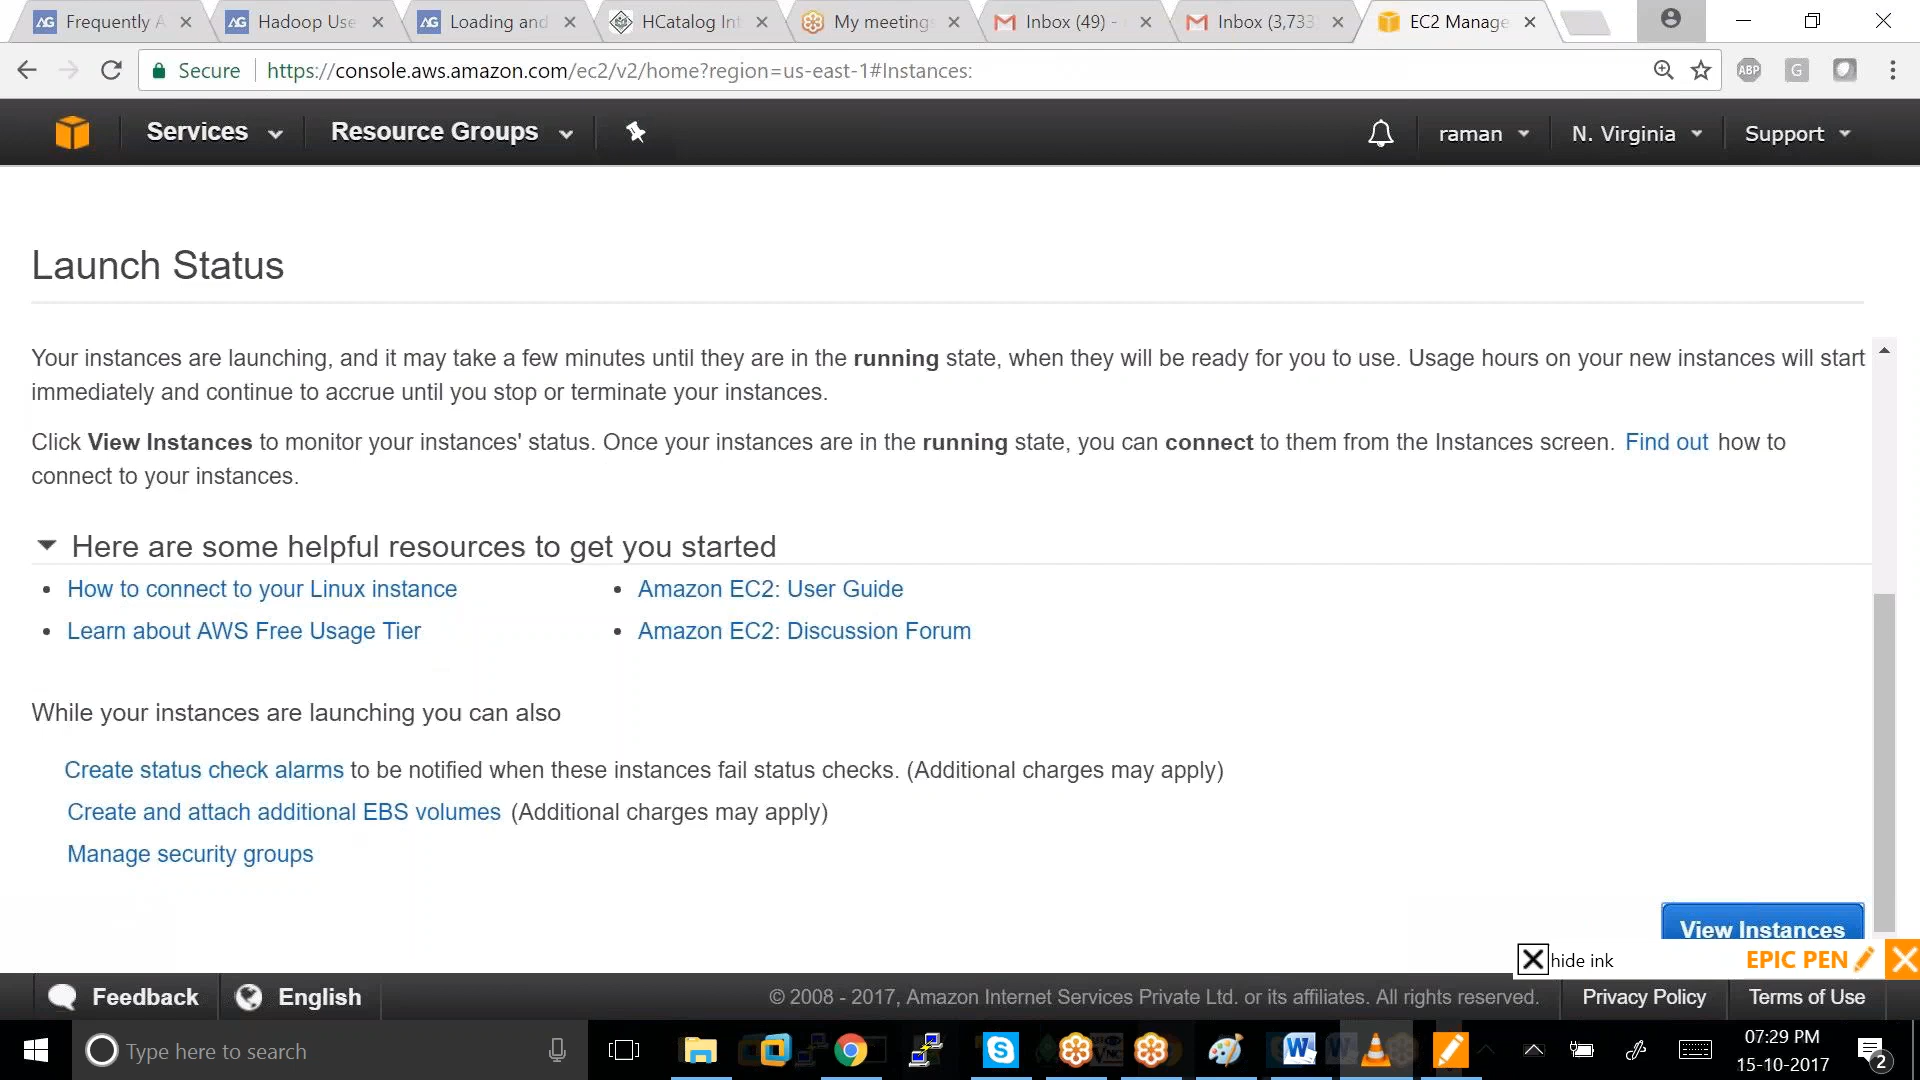 Frequently A
Hadoop Use
Loading and
HCatalog In
My meeting
Inbox (49) -
Inbox (3,733
EC2 Manage
Secure
https://console.aws.amazon.com/ec2/v2/home?region=us-east-1#Instances:
ABP
G
Services
Resource Groups
raman
N. Virginia
Support
Launch Status
Your instances are launching, and it may take a few minutes until they are in the running state, when they will be ready for you to use. Usage hours on your new instances will start
immediately and continue to accrue until you stop or terminate your instances.
Click View Instances to monitor your instances' status. Once your instances are in the running state, you can connect to them from the Instances screen. Find out how to
connect to your instances.
Here are some helpful resources to get you started
How to connect to your Linux instance
Amazon EC2: User Guide
Learn about AWS Free Usage Tier
Amazon EC2: Discussion Forum
While your instances are launching you can also
Create status check alarms to be notified when these instances fail status checks. (Additional charges may apply)
Create and attach additional EBS volumes (Additional charges may apply)
Manage security groups
View Instances
hide ink
EPIC PEN
Feedback
English
© 2008 - 2017, Amazon Internet Services Private Ltd. or its affiliates. All rights reserved.
Privacy Policy
Terms of Use
Type here to search
07:29 PM
15-10-2017
2